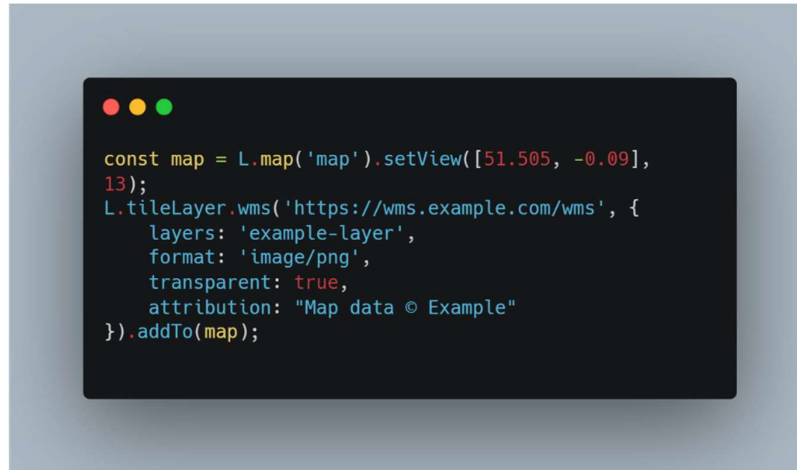 const map = L.map('map').setView([51.505, -0.09],
13);
L.tileLayer.wms('https://wms.example.com/wms', {
    layers: 'example-layer',
    format: 'image/png',
    transparent: true,
    attribution: "Map data © Example"
}).addTo(map);